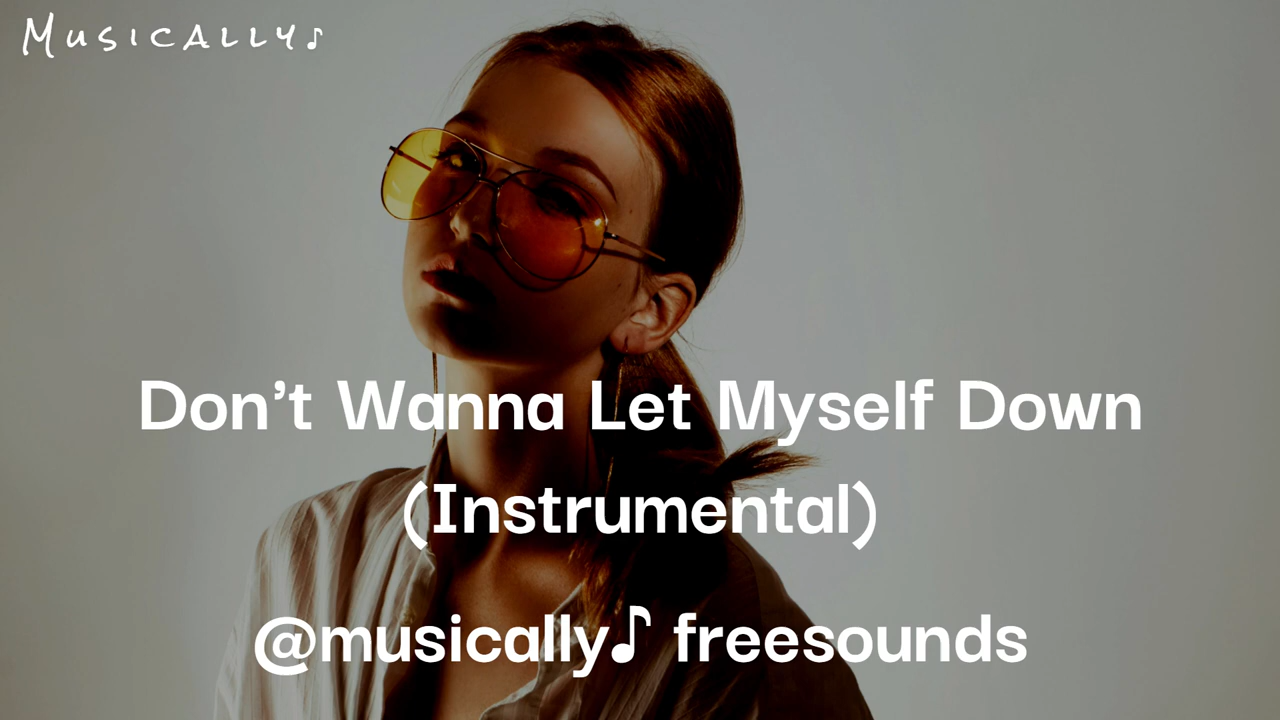 MUSICALLY♪
Don't Wanna Let Myself Down
(Instrumental)
@musically♪ freesounds